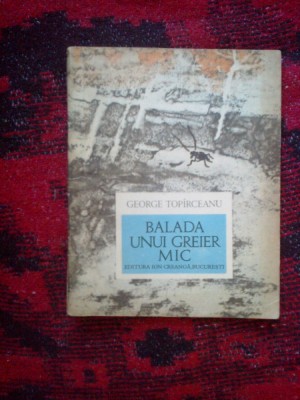 GEORGE TOPÎRCEANU
BALADA
UNUI GREIER
MIC
EDITURA ION CREANGĂ BUCUREȘTI